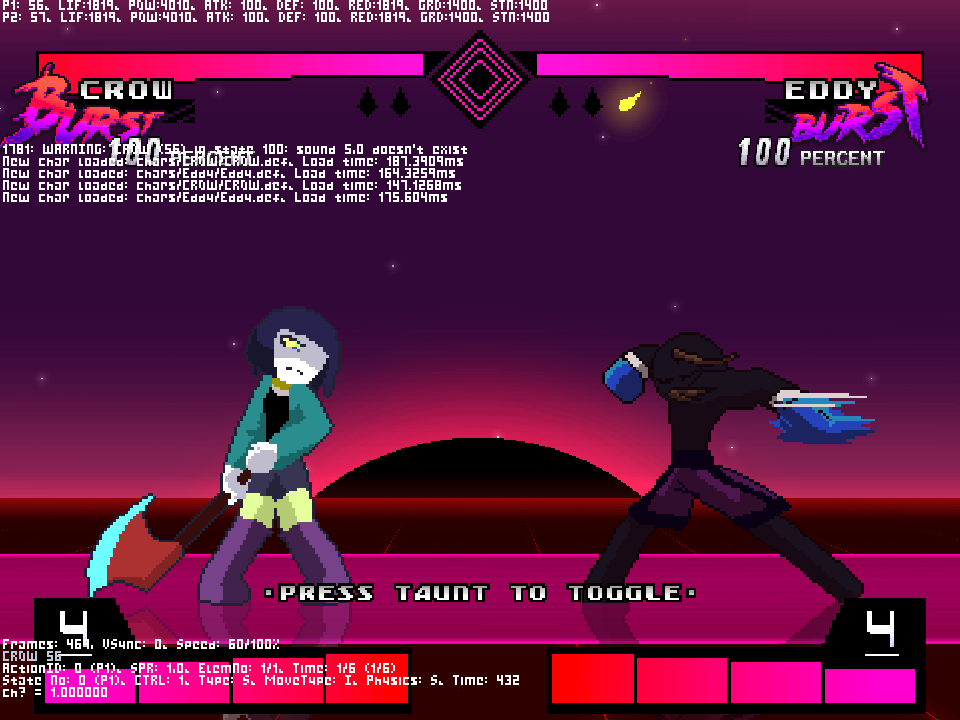 P1: 56, LIF:1819, POW:4010, ATK: 100, DEF: 100, RED:1819, GRD:1400, STN:1400
P2: 57, LIF:1819, POW:4010, ATK: 100, DEF: 100, RED:1819, GRD:1400, STN:1400
CROW
EDDY
BURST
BURST
100 PERCENT
100 PERCENT
1781: WARNING: CROW (56) in state 100: sound 5.0 doesn't exist
New char loaded: chars/CROW/CROW.def. Load time: 187.3909ms
New char loaded: chars/Eddy/Eddy.def. Load time: 164.3259ms
New char loaded: chars/CROW/CROW.def. Load time: 147.1268ms
New char loaded: chars/Eddy/Eddy.def. Load time: 175.604ms
·PRESS TAUNT TO TOGGLE·
4
4
Frames: 464, VSync: 0, Speed: 60/100%
CROW 56
ActionID: 0 (P1), SPR: 1,0, ElemNo: 1/1, Time: 1/6 (1/6)
State No: 0 (P1), CTRL: 1, Type: S, MoveType: I, Physics: S, Time: 432
ch? = 1.000000